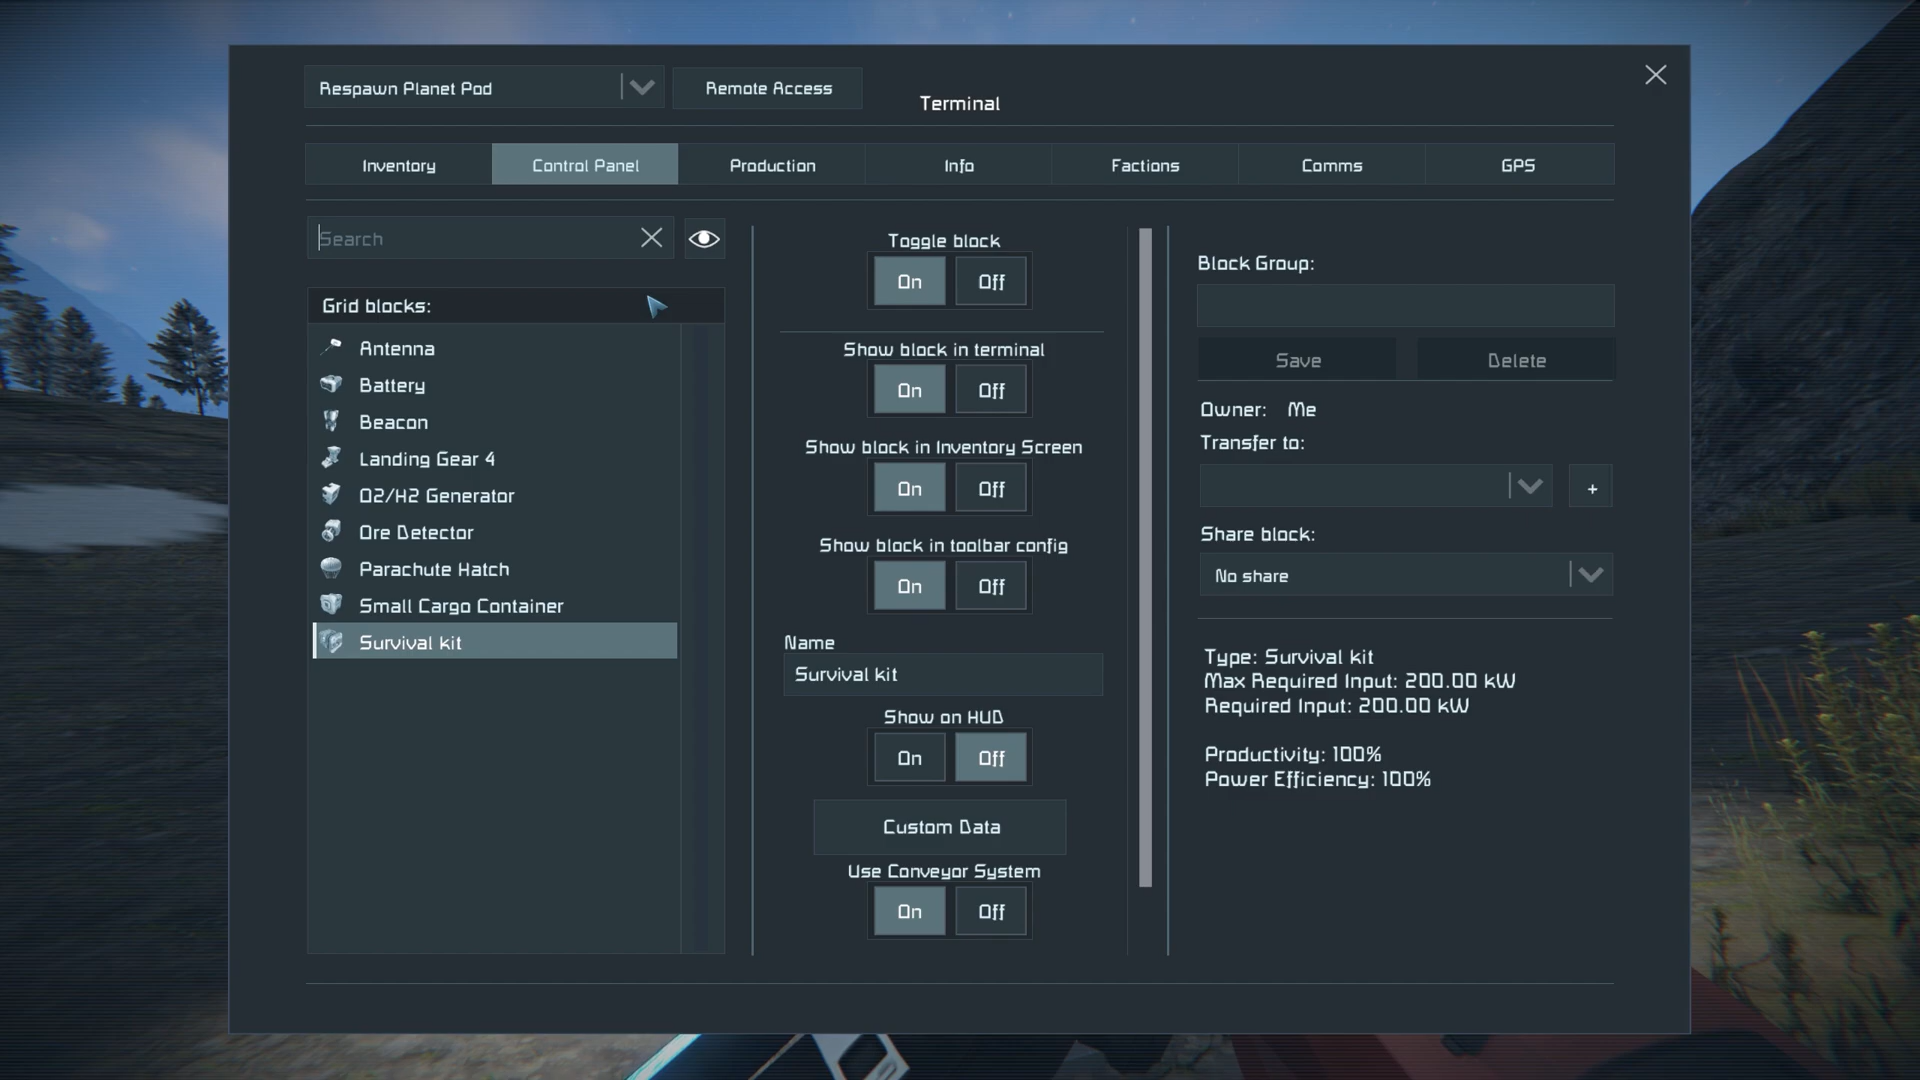 Respawn Planet Pod
Remote Access
Terminal
Inventory
Control Panel
Production
Info
Factions
Comms
GPS
Search
Grid blocks:
Antenna
Battery
Beacon
Landing Gear 4
O2/H2 Generator
Ore Detector
Parachute Hatch
Small Cargo Container
Survival kit
Toggle block
On Off
Show block in terminal
On Off
Show block in Inventory Screen
On Off
Show block in toolbar config
On Off
Name
Survival kit
Show on HUD
On Off
Custom Data
Use Conveyor System
On Off
Block Group:
Save Delete
Owner: Me
Transfer to:
+
Share block:
No share
Type: Survival kit
Max Required Input: 200.00 kW
Required Input: 200.00 kW
Productivity: 100%
Power Efficiency: 100%